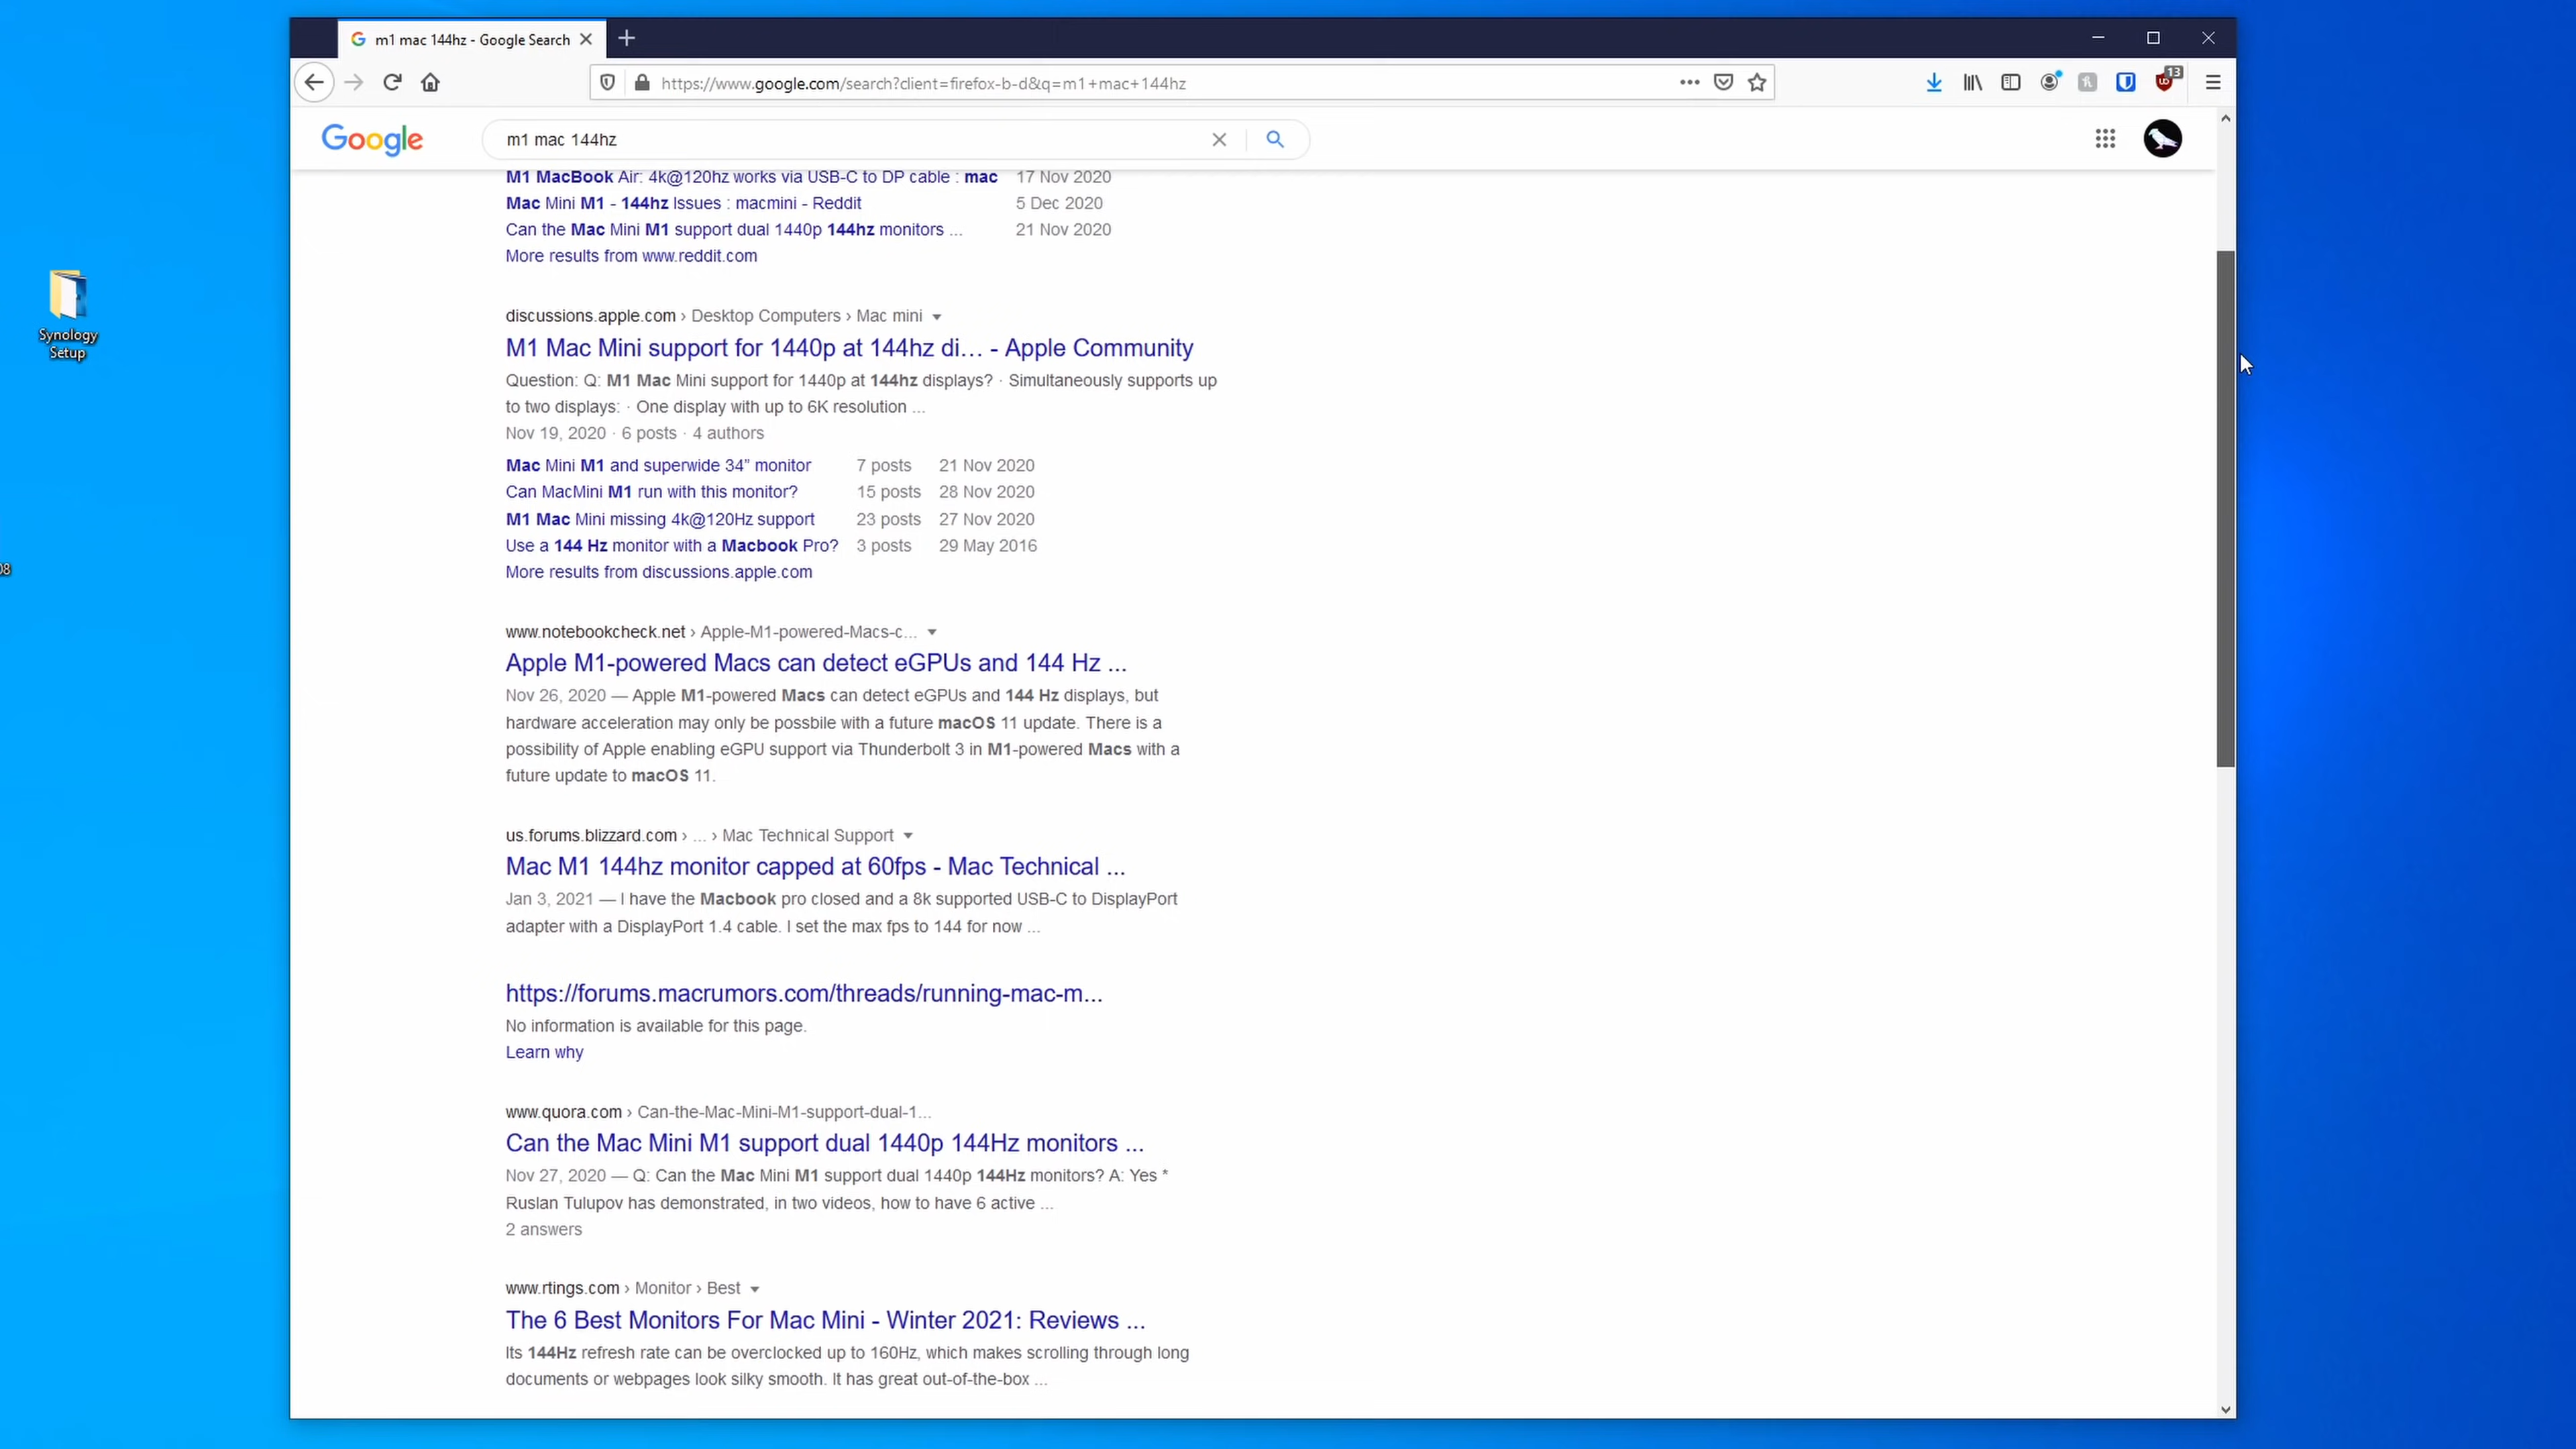 m1 mac 144hz - Google Search
https://www.google.com/search?client=firefox-b-d&q=m1+mac+144hz
13
Google
m1 mac 144hz
M1 MacBook Air: 4k@120hz works via USB-C to DP cable : mac 17 Nov 2020
Mac Mini M1 - 144hz Issues : macmini - Reddit 5 Dec 2020
Can the Mac Mini M1 support dual 1440p 144hz monitors ... 21 Nov 2020
More results from www.reddit.com
Synology
Setup
discussions.apple.com › Desktop Computers › Mac mini
M1 Mac Mini support for 1440p at 144hz di... - Apple Community
Question: Q: M1 Mac Mini support for 1440p at 144hz displays? · Simultaneously supports up
to two displays: · One display with up to 6K resolution ...
Nov 19, 2020 · 6 posts · 4 authors
Mac Mini M1 and superwide 34” monitor 7 posts 21 Nov 2020
Can MacMini M1 run with this monitor? 15 posts 28 Nov 2020
M1 Mac Mini missing 4k@120Hz support 23 posts 27 Nov 2020
Use a 144 Hz monitor with a Macbook Pro? 3 posts 29 May 2016
More results from discussions.apple.com
08
www.notebookcheck.net › Apple-M1-powered-Macs-c...
Apple M1-powered Macs can detect eGPUs and 144 Hz ...
Nov 26, 2020 — Apple M1-powered Macs can detect eGPUs and 144 Hz displays, but
hardware acceleration may only be possbile with a future macOS 11 update. There is a
possibility of Apple enabling eGPU support via Thunderbolt 3 in M1-powered Macs with a
future update to macOS 11.
us.forums.blizzard.com › ... › Mac Technical Support
Mac M1 144hz monitor capped at 60fps - Mac Technical ...
Jan 3, 2021 — I have the Macbook pro closed and a 8k supported USB-C to DisplayPort
adapter with a DisplayPort 1.4 cable. I set the max fps to 144 for now ...
https://forums.macrumors.com/threads/running-mac-m...
No information is available for this page.
Learn why
www.quora.com › Can-the-Mac-Mini-M1-support-dual-1...
Can the Mac Mini M1 support dual 1440p 144Hz monitors ...
Nov 27, 2020 — Q: Can the Mac Mini M1 support dual 1440p 144Hz monitors? A: Yes *
Ruslan Tulupov has demonstrated, in two videos, how to have 6 active ...
2 answers
www.rtings.com › Monitor › Best
The 6 Best Monitors For Mac Mini - Winter 2021: Reviews ...
Its 144Hz refresh rate can be overclocked up to 160Hz, which makes scrolling through long
documents or webpages look silky smooth. It has great out-of-the-box ...